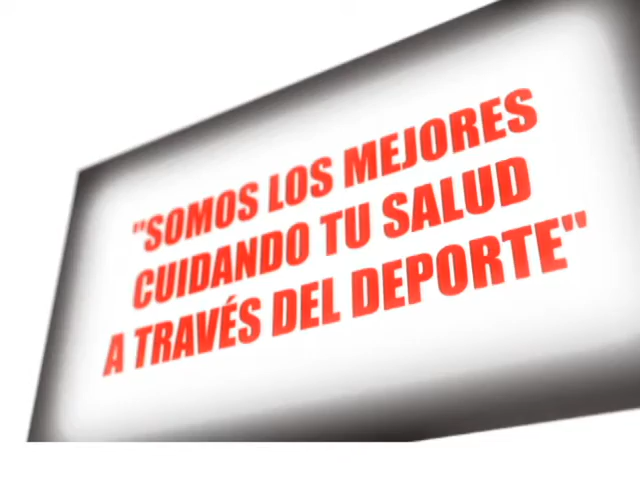 "SOMOS LOS MEJORES
CUIDANDO TU SALUD
A TRAVÉS DEL DEPORTE"